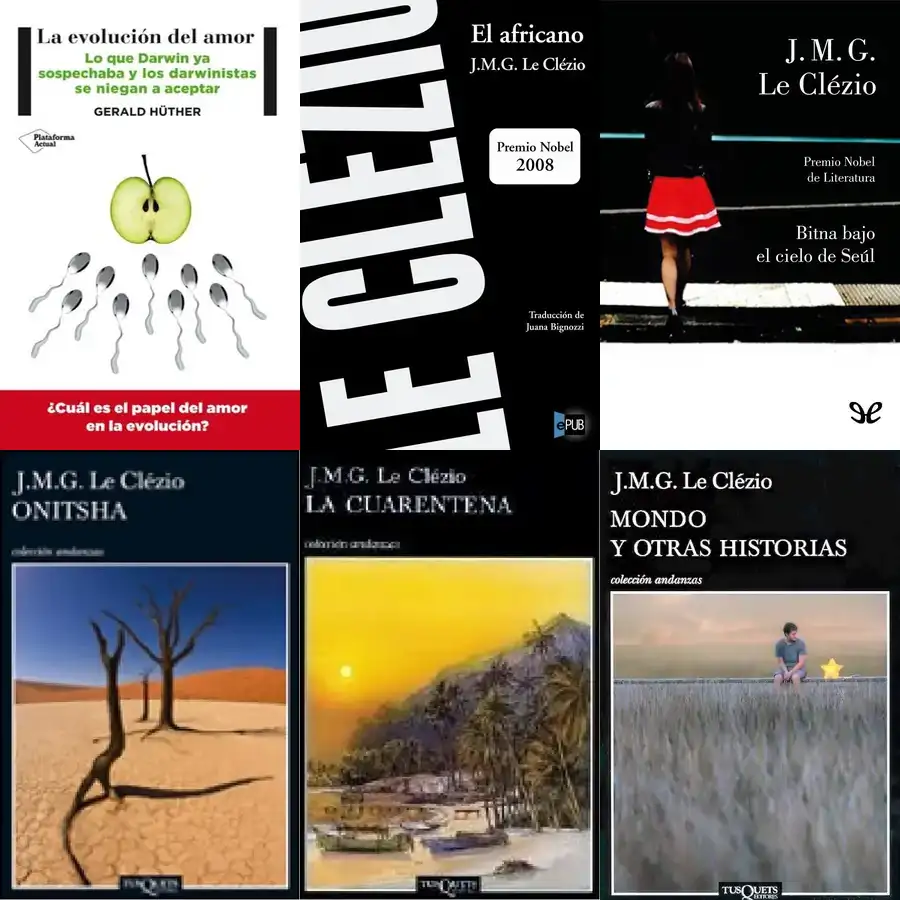 La evolución del amor
Lo que Darwin ya
sospechaba y los darwinistas
se niegan a aceptar
GERALD HÜTHER
Plataforma
Actual
¿Cuál es el papel del amor
en la evolución?
LE CLÉZIO
El africano
J.M.G. Le Clézio
Premio Nobel
2008
Traducción de
Juana Bignozzi
ePUB
J. M. G.
Le Clézio
Premio Nobel
de Literatura
Bitna bajo
el cielo de Seúl
J.M.G. Le Clézio
ONITSHA
colección andanzas
TUSQUETS
J.M.G. Le Clézio
LA CUARENTENA
colección andanzas
TUSQUETS
J.M.G. Le Clézio
MONDO
Y OTRAS HISTORIAS
colección andanzas
TUSQUETS
EDITORES